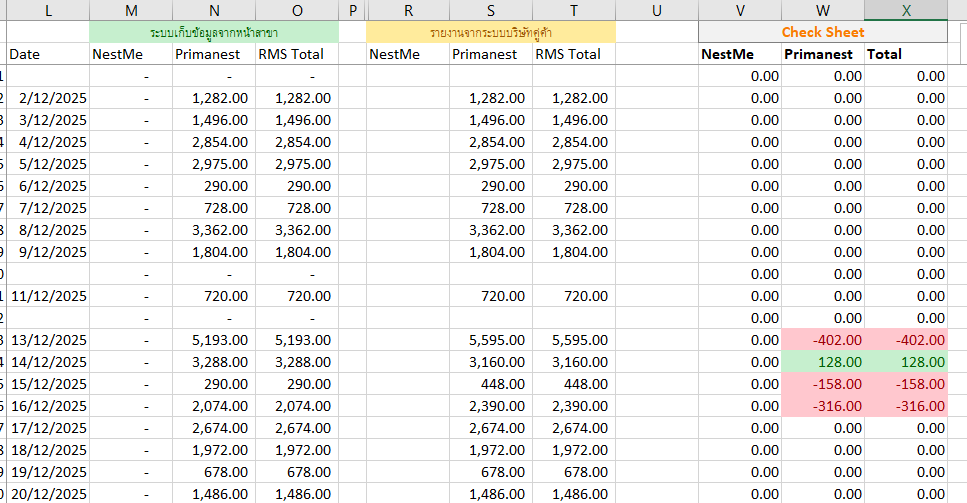 L M N O P R S T U V W X
ระบบเก็บข้อมูลจากหน้าสาขา รายงานจากระบบบริษัทคู่ค้า Check Sheet
Date NestMe Primanest RMS Total NestMe Primanest RMS Total NestMe Primanest Total
- - - 0.00 0.00 0.00
2/12/2025 - 1,282.00 1,282.00 1,282.00 1,282.00 0.00 0.00 0.00
3/12/2025 - 1,496.00 1,496.00 1,496.00 1,496.00 0.00 0.00 0.00
4/12/2025 - 2,854.00 2,854.00 2,854.00 2,854.00 0.00 0.00 0.00
5/12/2025 - 2,975.00 2,975.00 2,975.00 2,975.00 0.00 0.00 0.00
6/12/2025 - 290.00 290.00 290.00 290.00 0.00 0.00 0.00
7/12/2025 - 728.00 728.00 728.00 728.00 0.00 0.00 0.00
8/12/2025 - 3,362.00 3,362.00 3,362.00 3,362.00 0.00 0.00 0.00
9/12/2025 - 1,804.00 1,804.00 1,804.00 1,804.00 0.00 0.00 0.00
- - - 0.00 0.00 0.00
11/12/2025 - 720.00 720.00 720.00 720.00 0.00 0.00 0.00
- - - 0.00 0.00 0.00
13/12/2025 - 5,193.00 5,193.00 5,595.00 5,595.00 0.00 -402.00 -402.00
14/12/2025 - 3,288.00 3,288.00 3,160.00 3,160.00 0.00 128.00 128.00
15/12/2025 - 290.00 290.00 448.00 448.00 0.00 -158.00 -158.00
16/12/2025 - 2,074.00 2,074.00 2,390.00 2,390.00 0.00 -316.00 -316.00
17/12/2025 - 2,674.00 2,674.00 2,674.00 2,674.00 0.00 0.00 0.00
18/12/2025 - 1,972.00 1,972.00 1,972.00 1,972.00 0.00 0.00 0.00
19/12/2025 - 678.00 678.00 678.00 678.00 0.00 0.00 0.00
20/12/2025 - 1,486.00 1,486.00 1,486.00 1,486.00 0.00 0.00 0.00